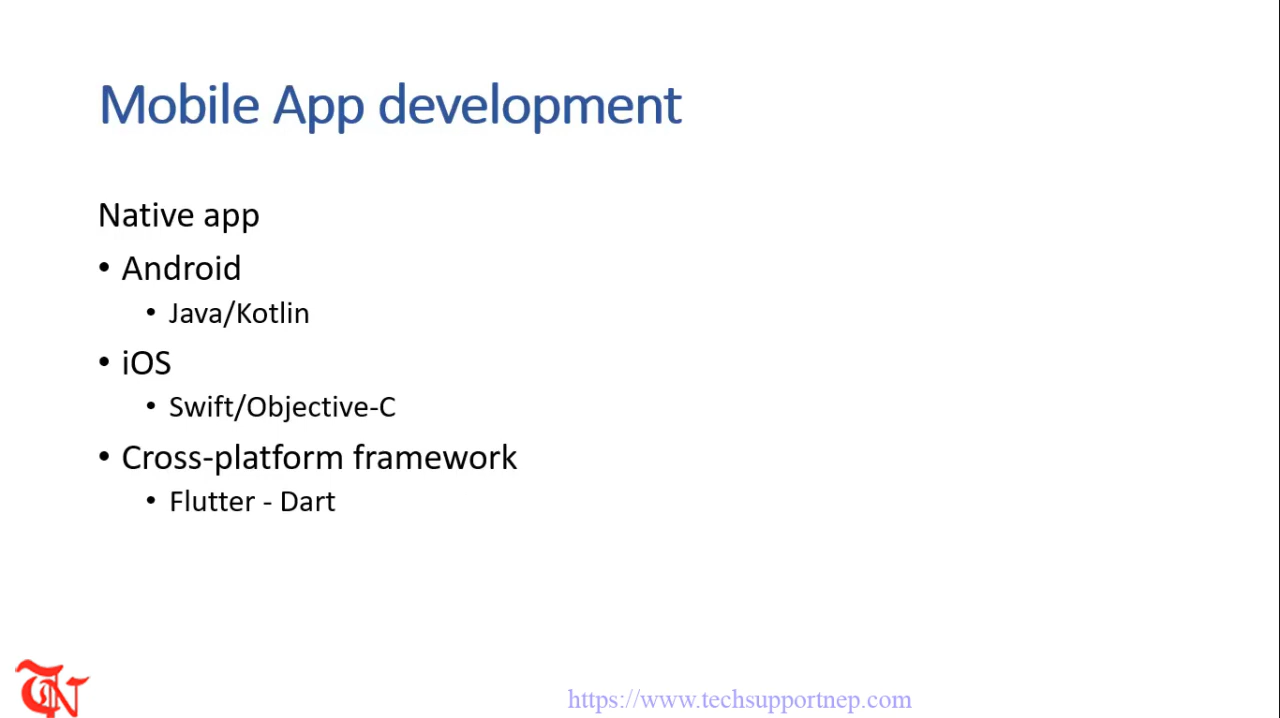 Mobile App development
Native app
• Android
• Java/Kotlin
• iOS
• Swift/Objective-C
• Cross-platform framework
• Flutter - Dart
TN
https://www.techsupportnep.com